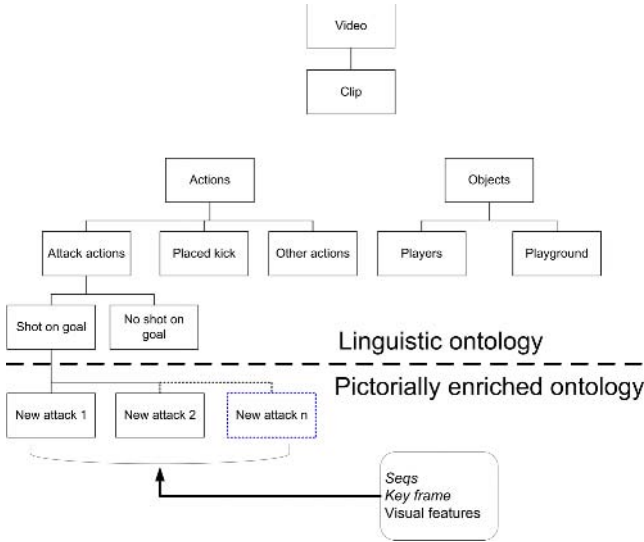 Video
Clip
Actions
Objects
Attack actions
Placed kick
Other actions
Players
Playground
Shot on goal
No shot on
goal
Linguistic ontology
Pictorially enriched ontology
New attack 1
New attack 2
New attack n
Seqs
Key frame
Visual features